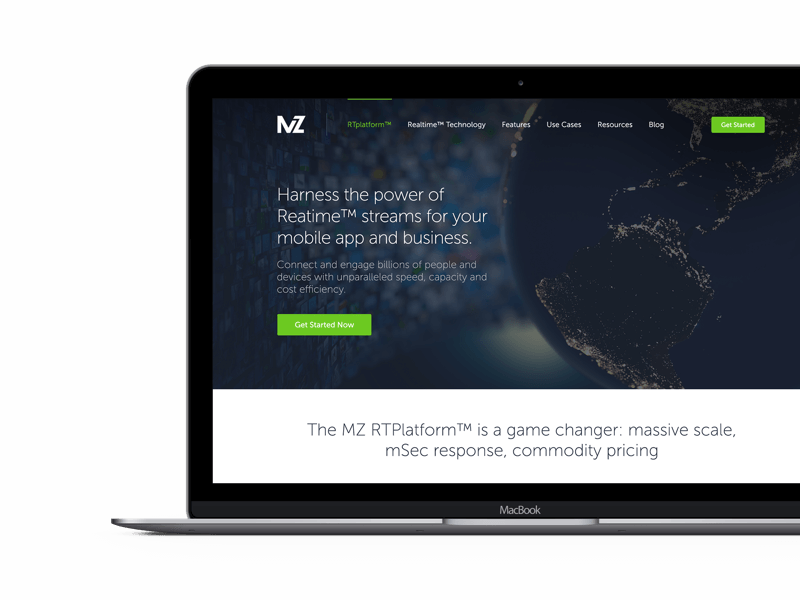 MZ
RTplatform™ Realtime™ Technology Features Use Cases Resources Blog Get Started
Harness the power of
Reatime™ streams for your
mobile app and business.
Connect and engage billions of people and
devices with unparalleled speed, capacity and
cost efficiency.
Get Started Now
The MZ RTPlatform™ is a game changer: massive scale,
mSec response, commodity pricing
MacBook